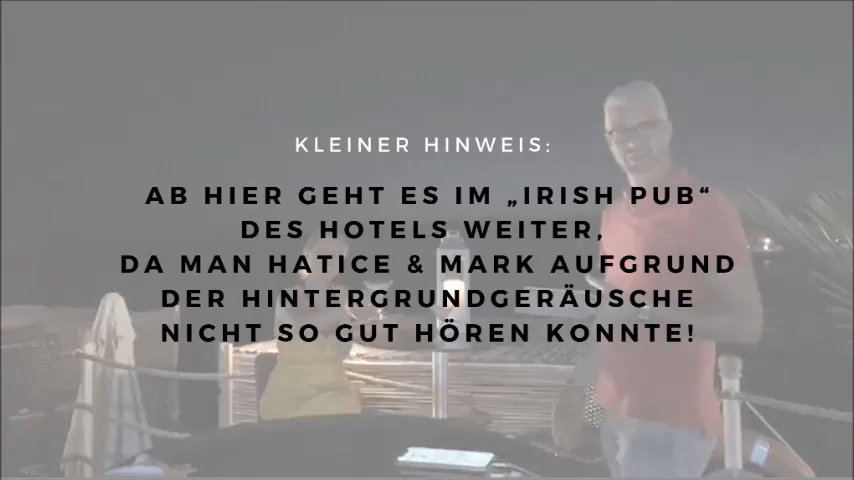 KLEINER HINWEIS:
AB HIER GEHT ES IM „IRISH PUB“
DES HOTELS WEITER,
DA MAN HATICE & MARK AUFGRUND
DER HINTERGRUNDGERÄUSCHE
NICHT SO GUT HÖREN KONNTE!